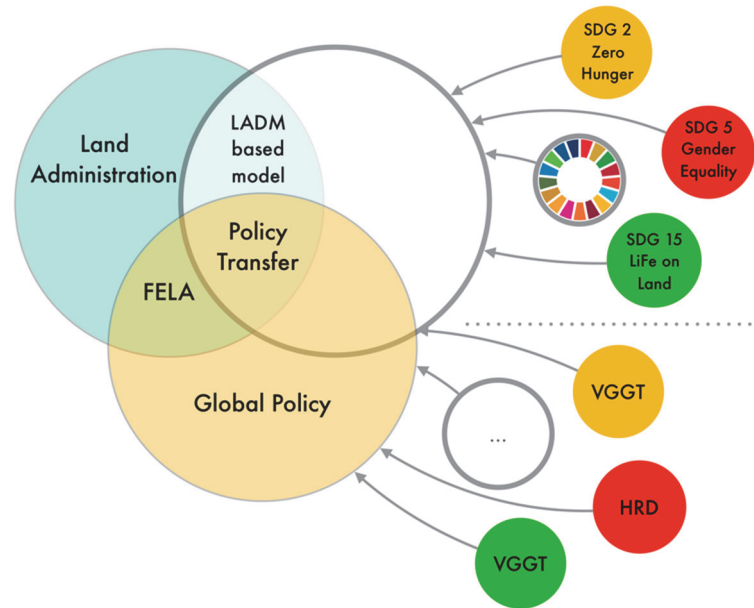 SDG 2
Zero
Hunger
LADM
based
model
Land
Administration
SDG 5
Gender
Equality
Policy
Transfer
SDG 15
LiFe on
Land
FELA
VGGT
Global Policy
...
HRD
VGGT